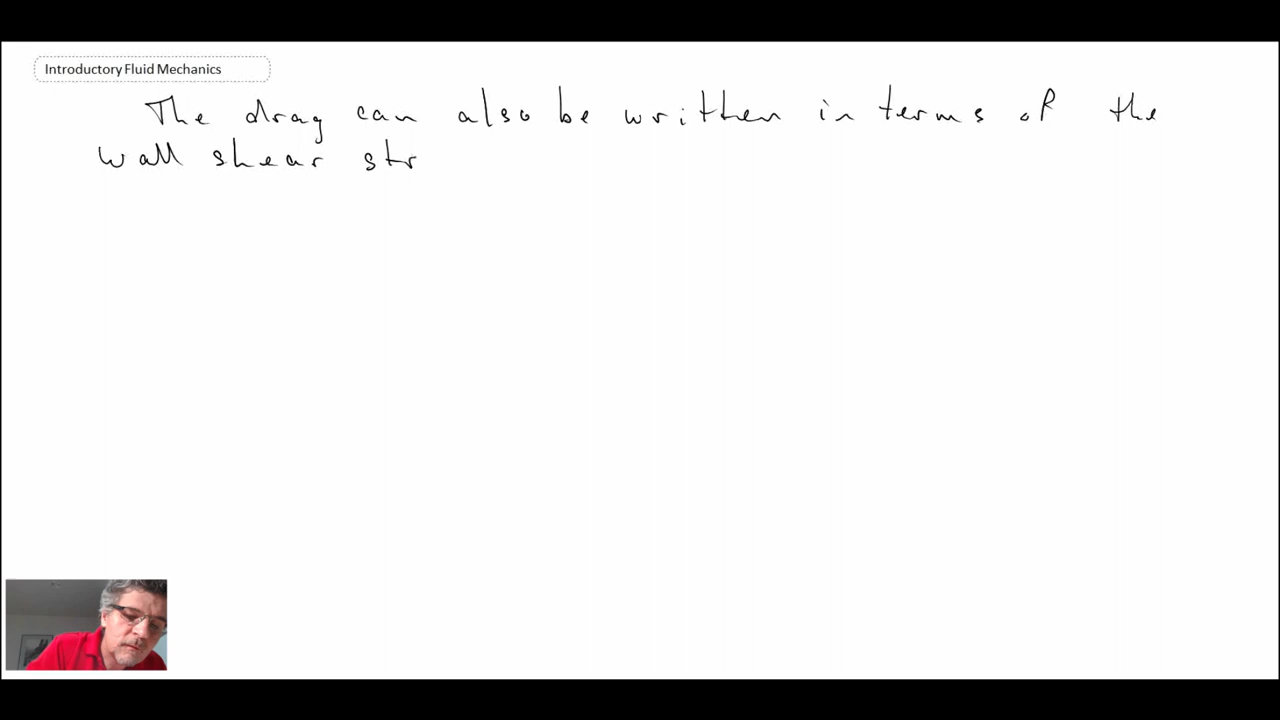 Introductory Fluid Mechanics
The drag can also be written in terms of the
wall shear str